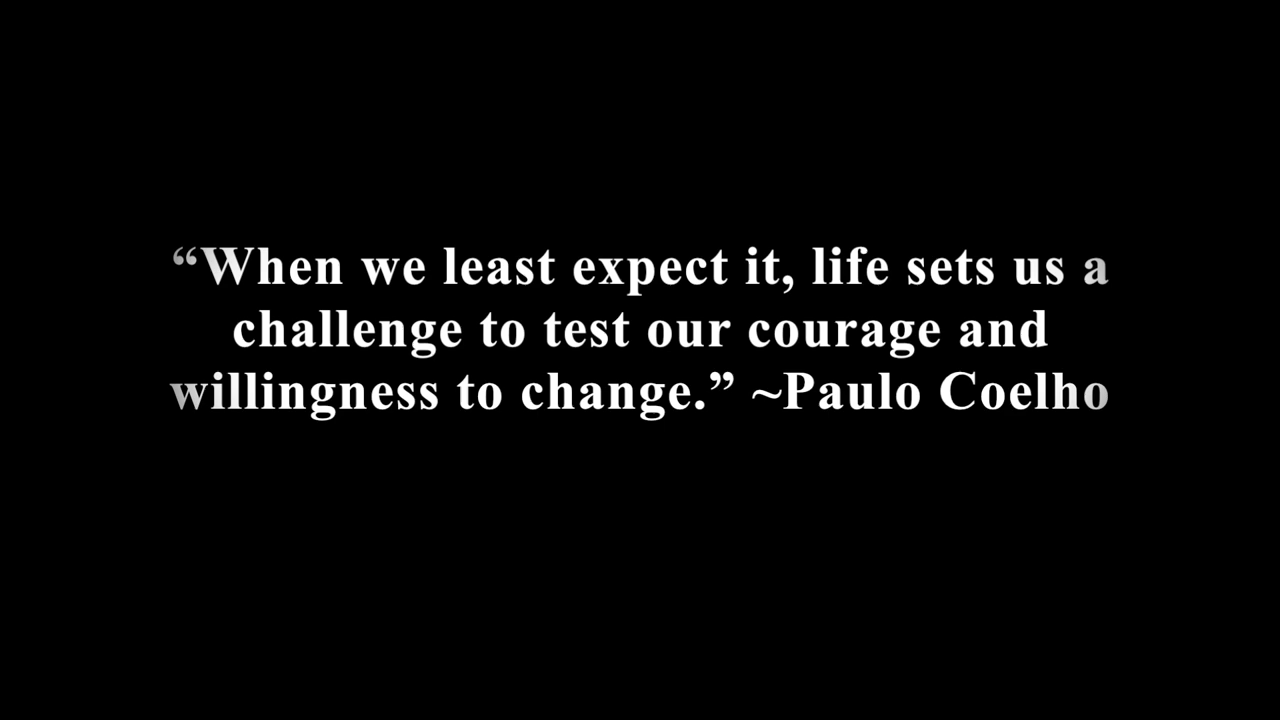 “When we least expect it, life sets us a
challenge to test our courage and
willingness to change.” ~Paulo Coelho